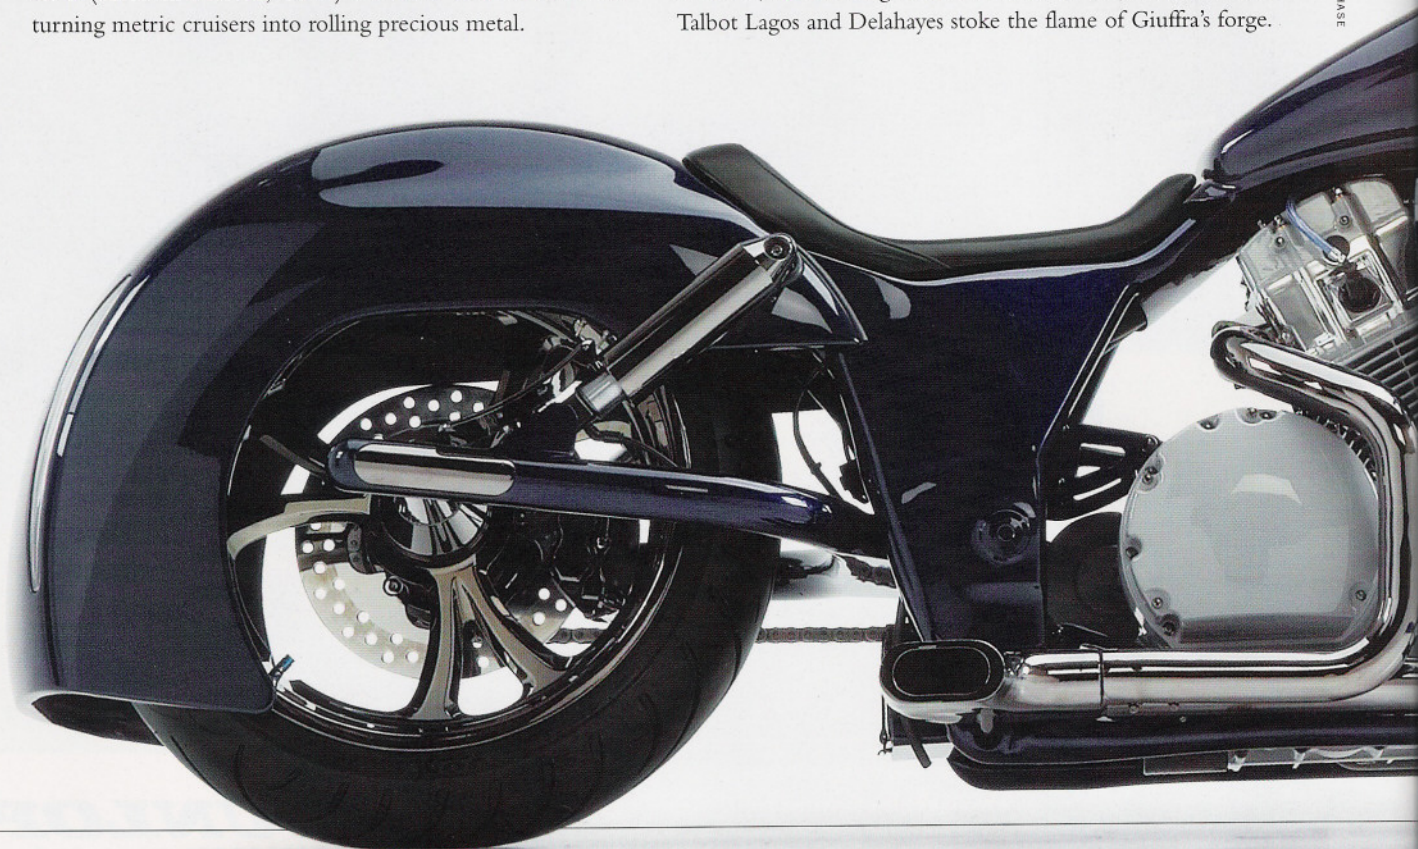 turning metric cruisers into rolling precious metal.
Talbot Lagos and Delahayes stoke the flame of Giuffra's forge.